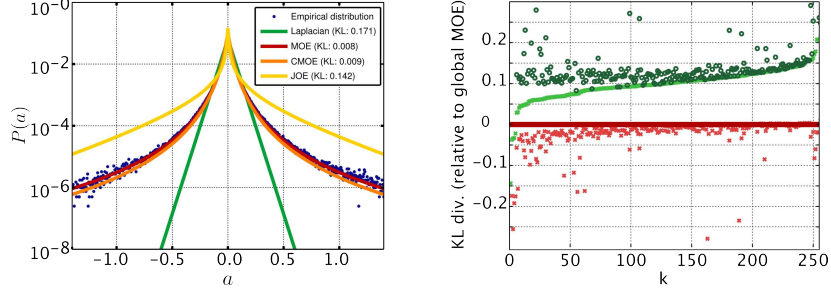 10⁰
10⁻²
10⁻⁴
10⁻⁶
10⁻⁸
P(a)
−1.0 −0.5 0.0 0.5 1.0
a
Empirical distribution
Laplacian (KL: 0.171)
MOE (KL: 0.008)
CMOE (KL: 0.009)
JOE (KL: 0.142)
KL div. (relative to global MOE)
0.2
0.1
0
-0.1
-0.2
0 50 100 150 200 250
k